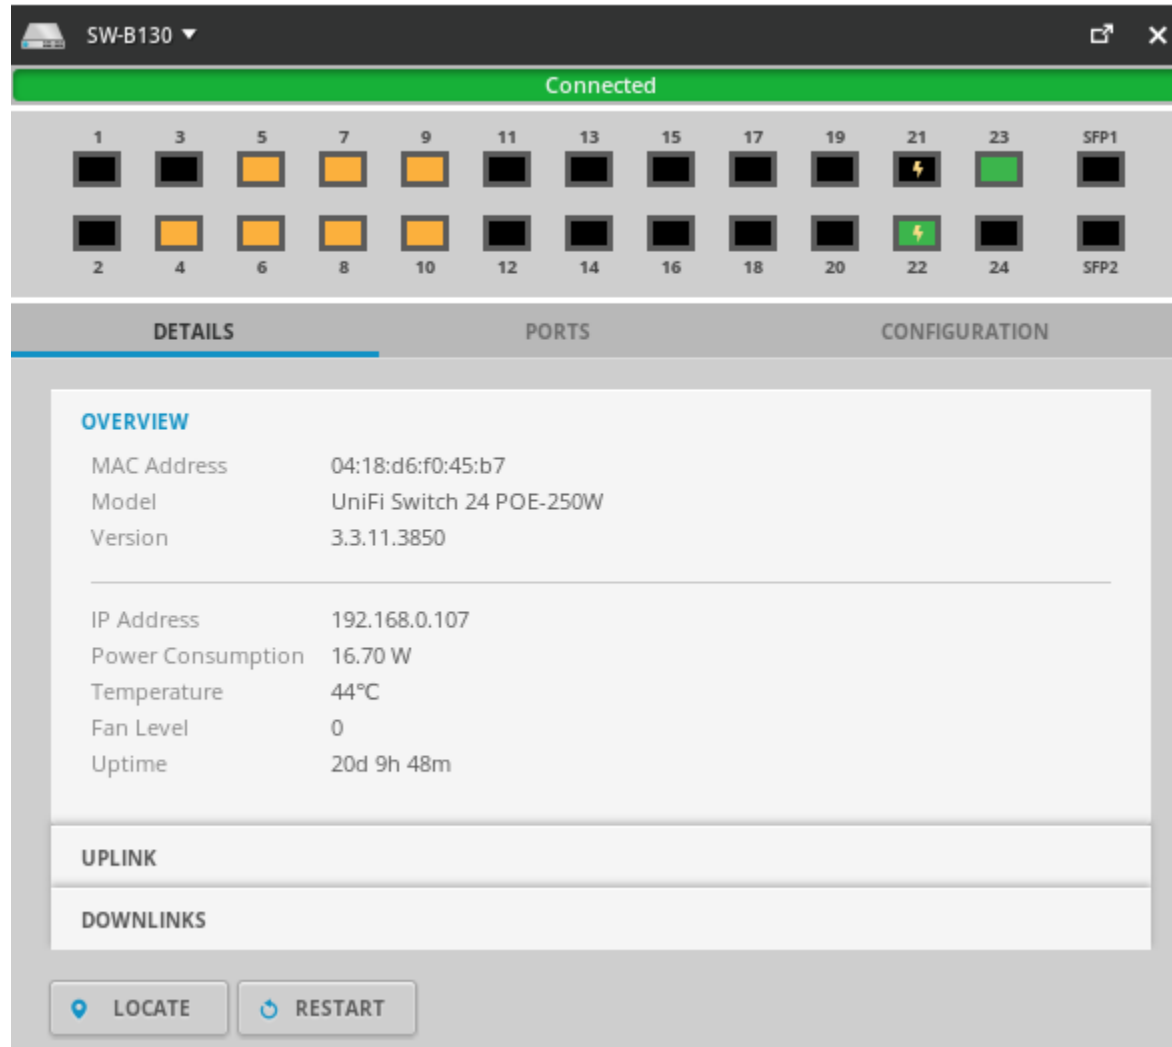 SW-B130
Connected
1 3 5 7 9 11 13 15 17 19 21 23 SFP1
2 4 6 8 10 12 14 16 18 20 22 24 SFP2
DETAILS PORTS CONFIGURATION
OVERVIEW
MAC Address 04:18:d6:f0:45:b7
Model UniFi Switch 24 POE-250W
Version 3.3.11.3850
IP Address 192.168.0.107
Power Consumption 16.70 W
Temperature 44°C
Fan Level 0
Uptime 20d 9h 48m
UPLINK
DOWNLINKS
LOCATE RESTART